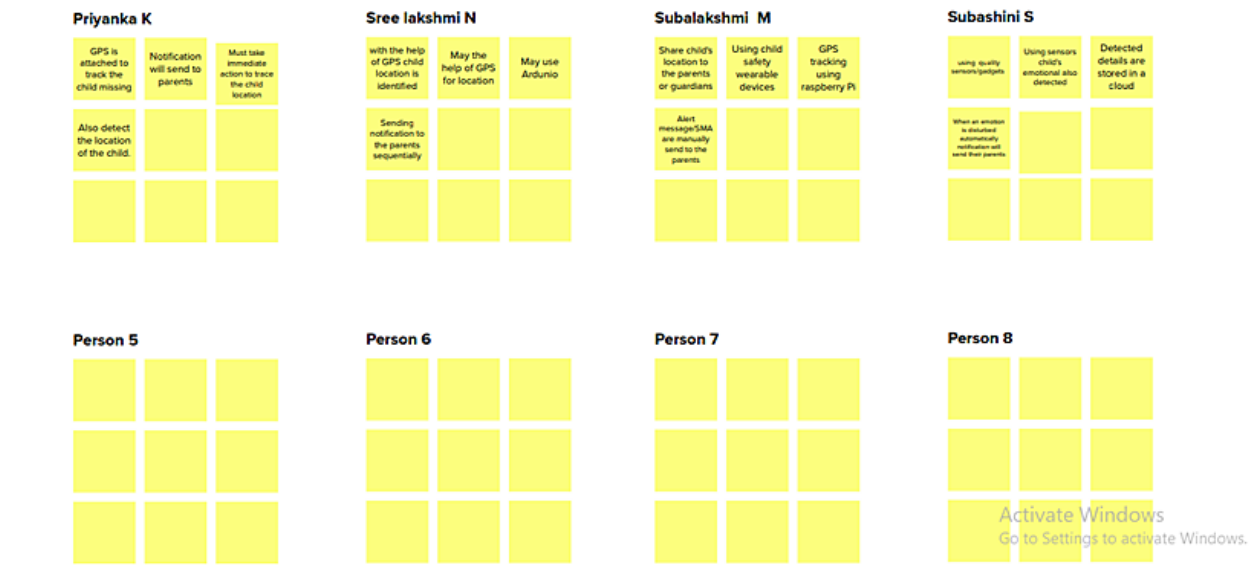 Priyanka K
GPS is
attached to
track the
child missing
Notification
will send to
parents
Must take
immediate
action to trace
the child
location
Also detect
the location
of the child.
Sree lakshmi N
with the help
of GPS child
location is
identified
May the
help of GPS
for location
May use
Ardunio
Sending
notification to
the parents
sequentially
Subalakshmi M
Share child's
location to
the parents
or guardians
Using child
safety
wearable
devices
GPS
tracking
using
raspberry Pi
Alert
message/SMA
are manually
send to the
parents
Subashini S
using quality
sensors/gadgets
Using sensors
child's
emotional also
detected
Detected
details are
stored in a
cloud
When an emotion
is disturbed
automatically
notification will
send their parents
Person 5
Person 6
Person 7
Person 8
Activate Windows
Go to Settings to activate Windows.